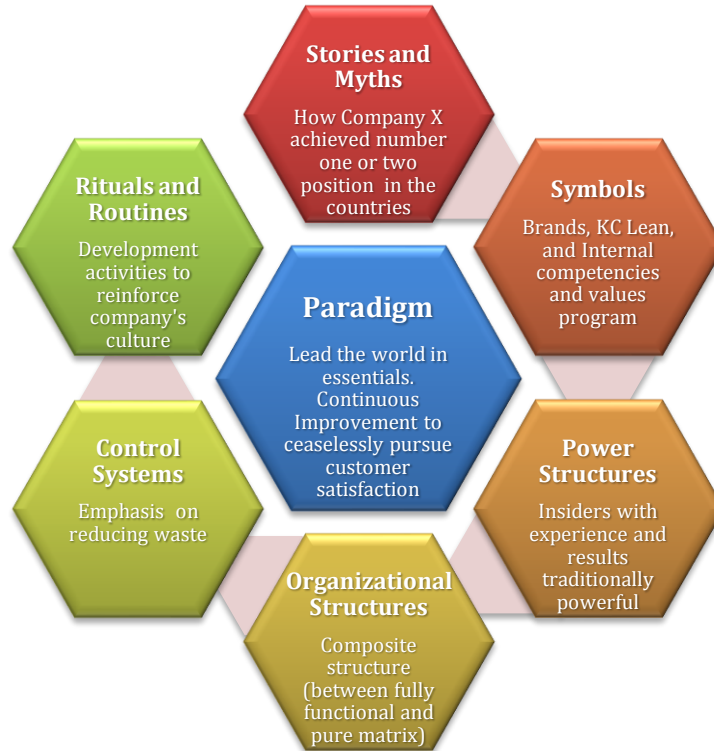 Stories and
Myths
How Company X
achieved number
one or two
position in the
countries
Symbols
Brands, KC Lean,
and Internal
competencies
and values
program
Power
Structures
Insiders with
experience and
results
traditionally
powerful
Organizational
Structures
Composite
structure
(between fully
functional and
pure matrix)
Control
Systems
Emphasis on
reducing waste
Rituals and
Routines
Development
activities to
reinforce
company's
culture
Paradigm
Lead the world in
essentials.
Continuous
Improvement to
ceaselessly pursue
customer
satisfaction